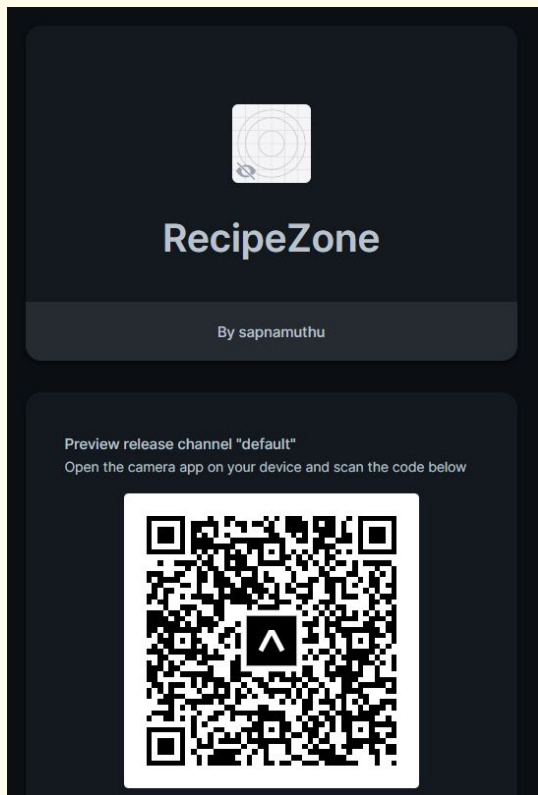 RecipeZone
By sapnamuthu
Preview release channel "default"
Open the camera app on your device and scan the code below